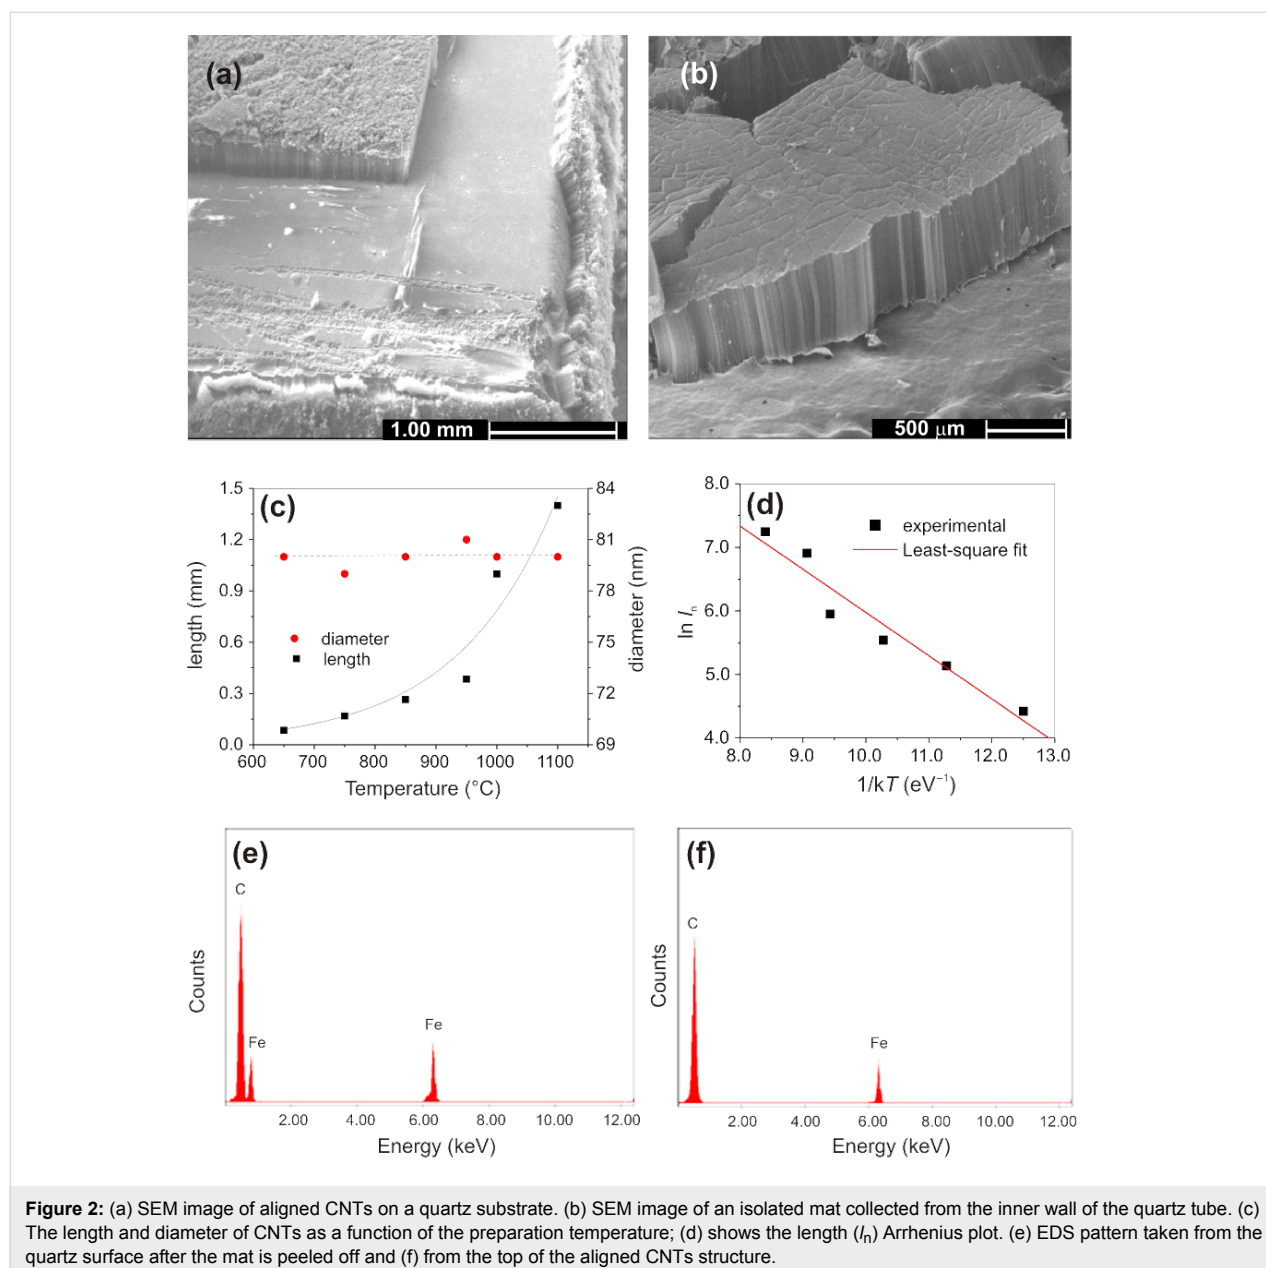 (a)
1.00 mm
(b)
500 μm
(c)
length (mm)
1.5
1.2
0.9
0.6
0.3
0.0
diameter
length
84
81
78
75
72
69
diameter (nm)
600 700 800 900 1000 1100
Temperature (°C)
(d)
ln lₙ
8.0
7.0
6.0
5.0
4.0
experimental
Least-square fit
8.0 9.0 10.0 11.0 12.0 13.0
1/kT (eV⁻¹)
(e)
Counts
C
Fe
Fe
2.00 4.00 6.00 8.00 10.00 12.00
Energy (keV)
(f)
Counts
C
Fe
2.00 4.00 6.00 8.00 10.00 12.00
Energy (keV)
Figure 2: (a) SEM image of aligned CNTs on a quartz substrate. (b) SEM image of an isolated mat collected from the inner wall of the quartz tube. (c)
The length and diameter of CNTs as a function of the preparation temperature; (d) shows the length (lₙ) Arrhenius plot. (e) EDS pattern taken from the
quartz surface after the mat is peeled off and (f) from the top of the aligned CNTs structure.